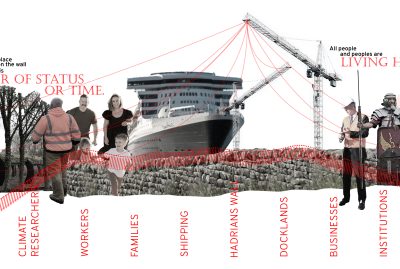 place
on the wall
R OF STATUS
OR TIME.
All people
and peoples are
LIVING H
CLIMATE
RESEARCHER
WORKERS
FAMILIES
SHIPPING
HADRIANS WALL
DOCKLANDS
BUSINESSES
INSTITUTIONS